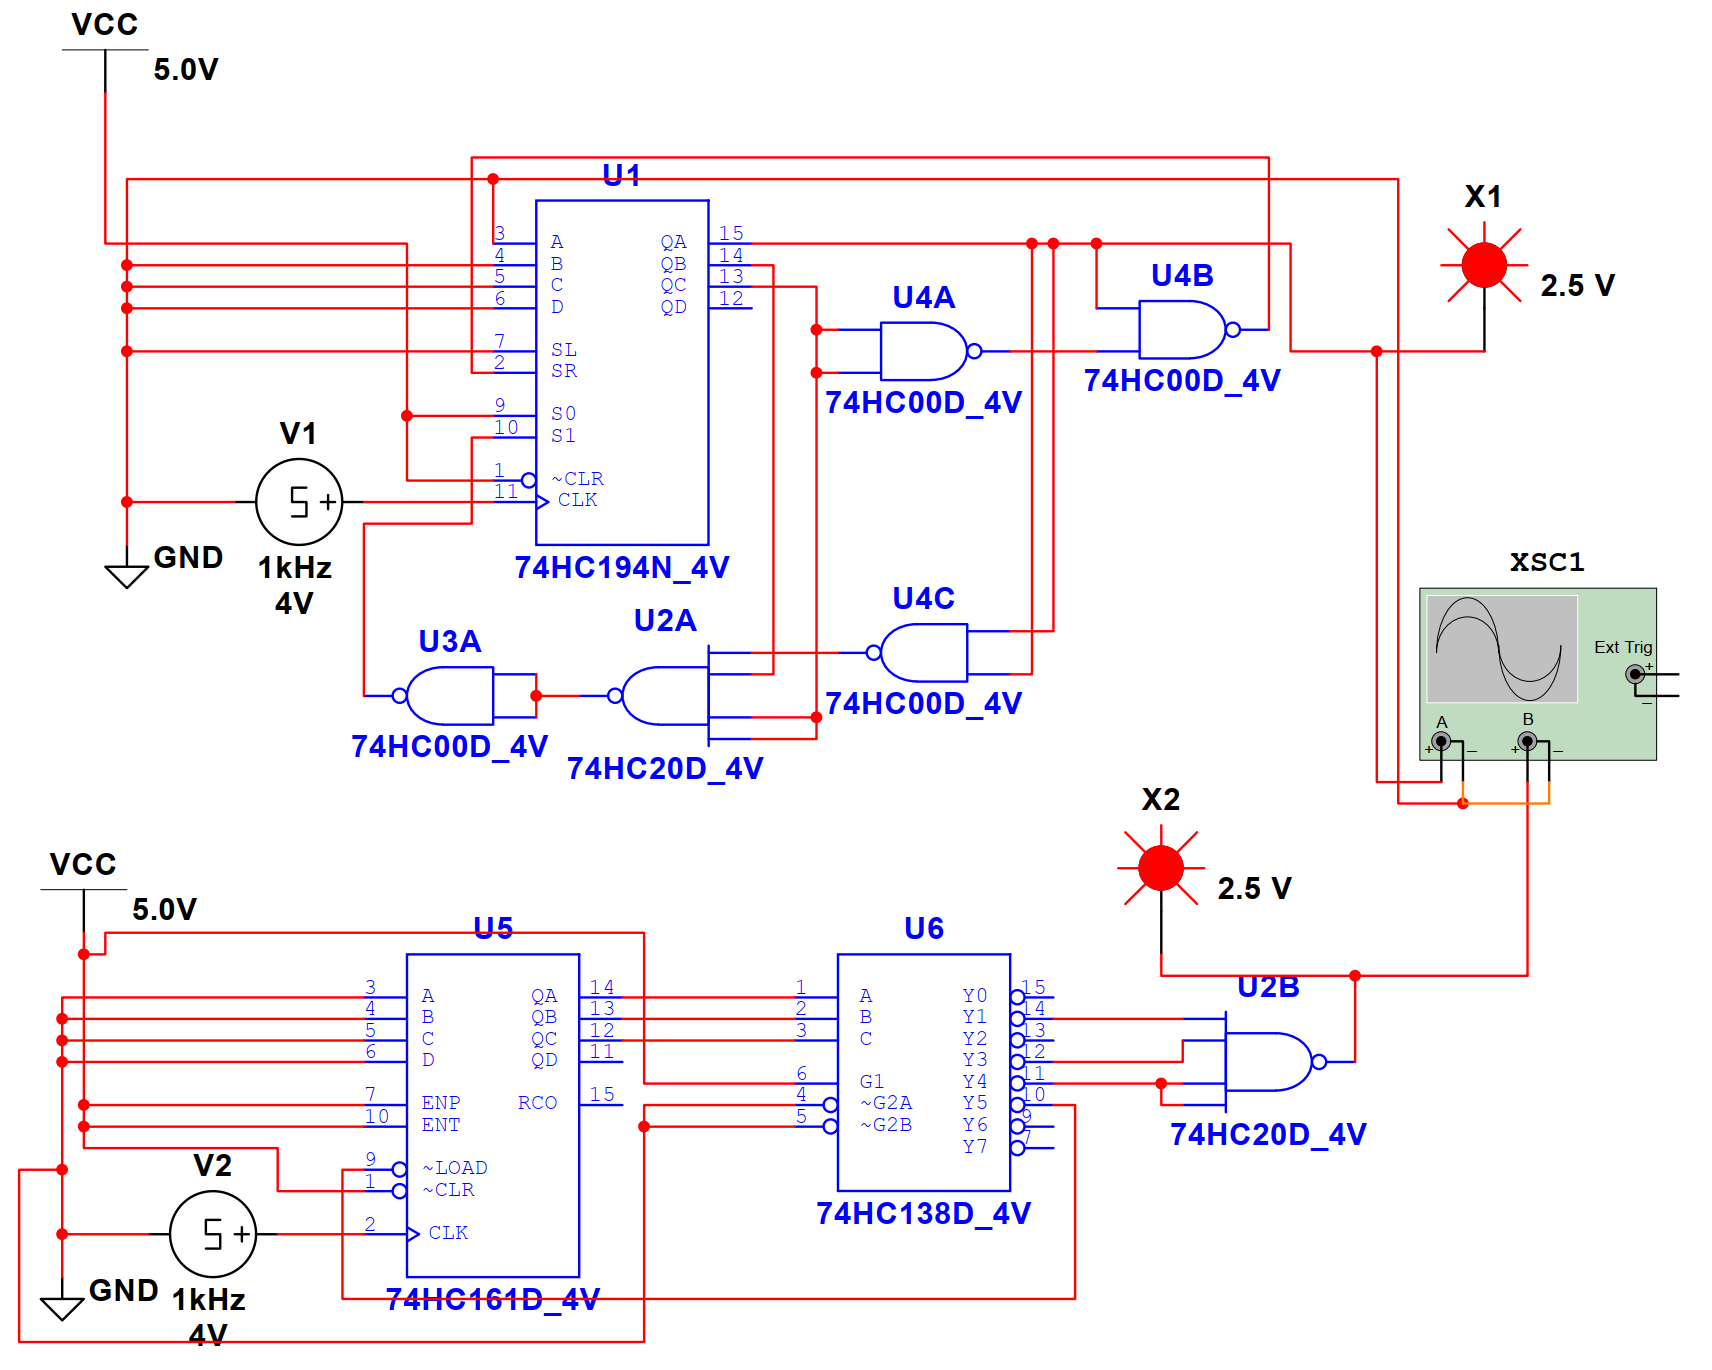 VCC
5.0V
U1
3 A QA 15
4 B QB 14
5 C QC 13
6 D QD 12
7 SL
2 SR
9 S0
10 S1
1 ~CLR
11 CLK
74HC194N_4V
V1
1kHz
4V
GND
U4A
74HC00D_4V
U4B
74HC00D_4V
X1
2.5 V
U3A
74HC00D_4V
U2A
74HC20D_4V
U4C
74HC00D_4V
XSC1
Ext Trig
+
_
A
B
+ _ + _
X2
2.5 V
VCC
5.0V
U5
3 A QA 14
4 B QB 13
5 C QC 12
6 D QD 11
7 ENP RCO 15
10 ENT
9 ~LOAD
1 ~CLR
2 CLK
74HC161D_4V
V2
1kHz
4V
GND
U6
1 A Y0 15
2 B Y1 14
3 C Y2 13
Y3 12
6 G1 Y4 11
4 ~G2A Y5 10
5 ~G2B Y6 9
Y7 7
74HC138D_4V
U2B
74HC20D_4V